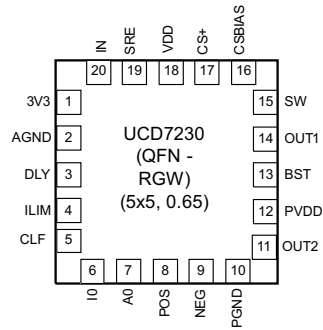 IN
SRE
VDD
CS+
CSBIAS
20
19
18
17
16
3V3 1
AGND 2
DLY 3
ILIM 4
CLF 5
UCD7230
(QFN -
RGW)
(5x5, 0.65)
15 SW
14 OUT1
13 BST
12 PVDD
11 OUT2
6
7
8
9
10
I0
A0
POS
NEG
PGND